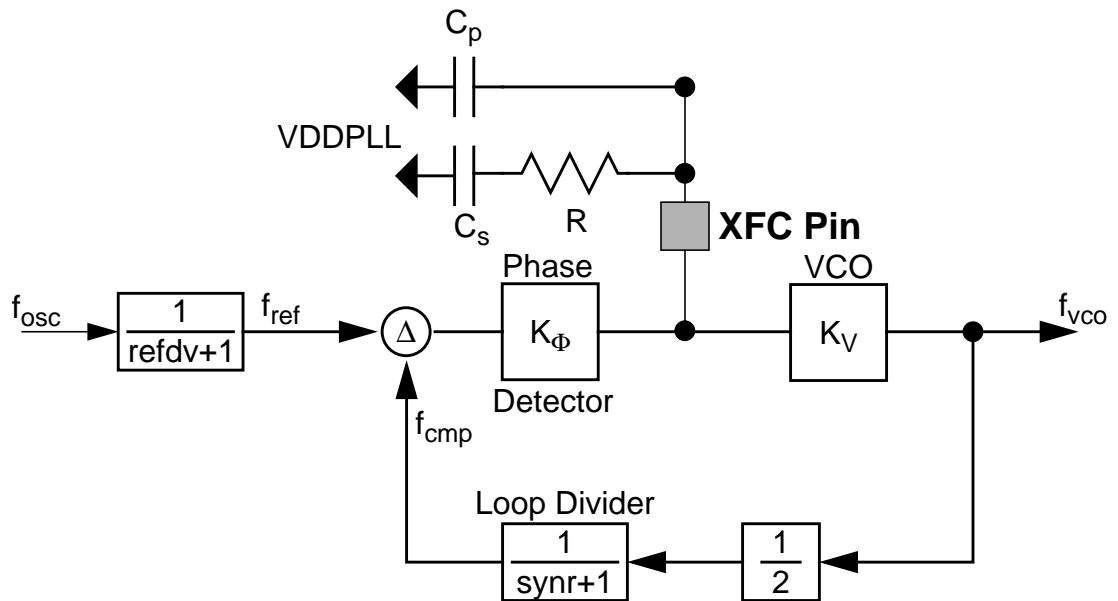 Cp
VDDPLL
Cs
R
XFC Pin
Phase
VCO
fosc
1
refdv+1
fref
Δ
KΦ
KV
fvco
Detector
fcmp
Loop Divider
1
synr+1
1
2